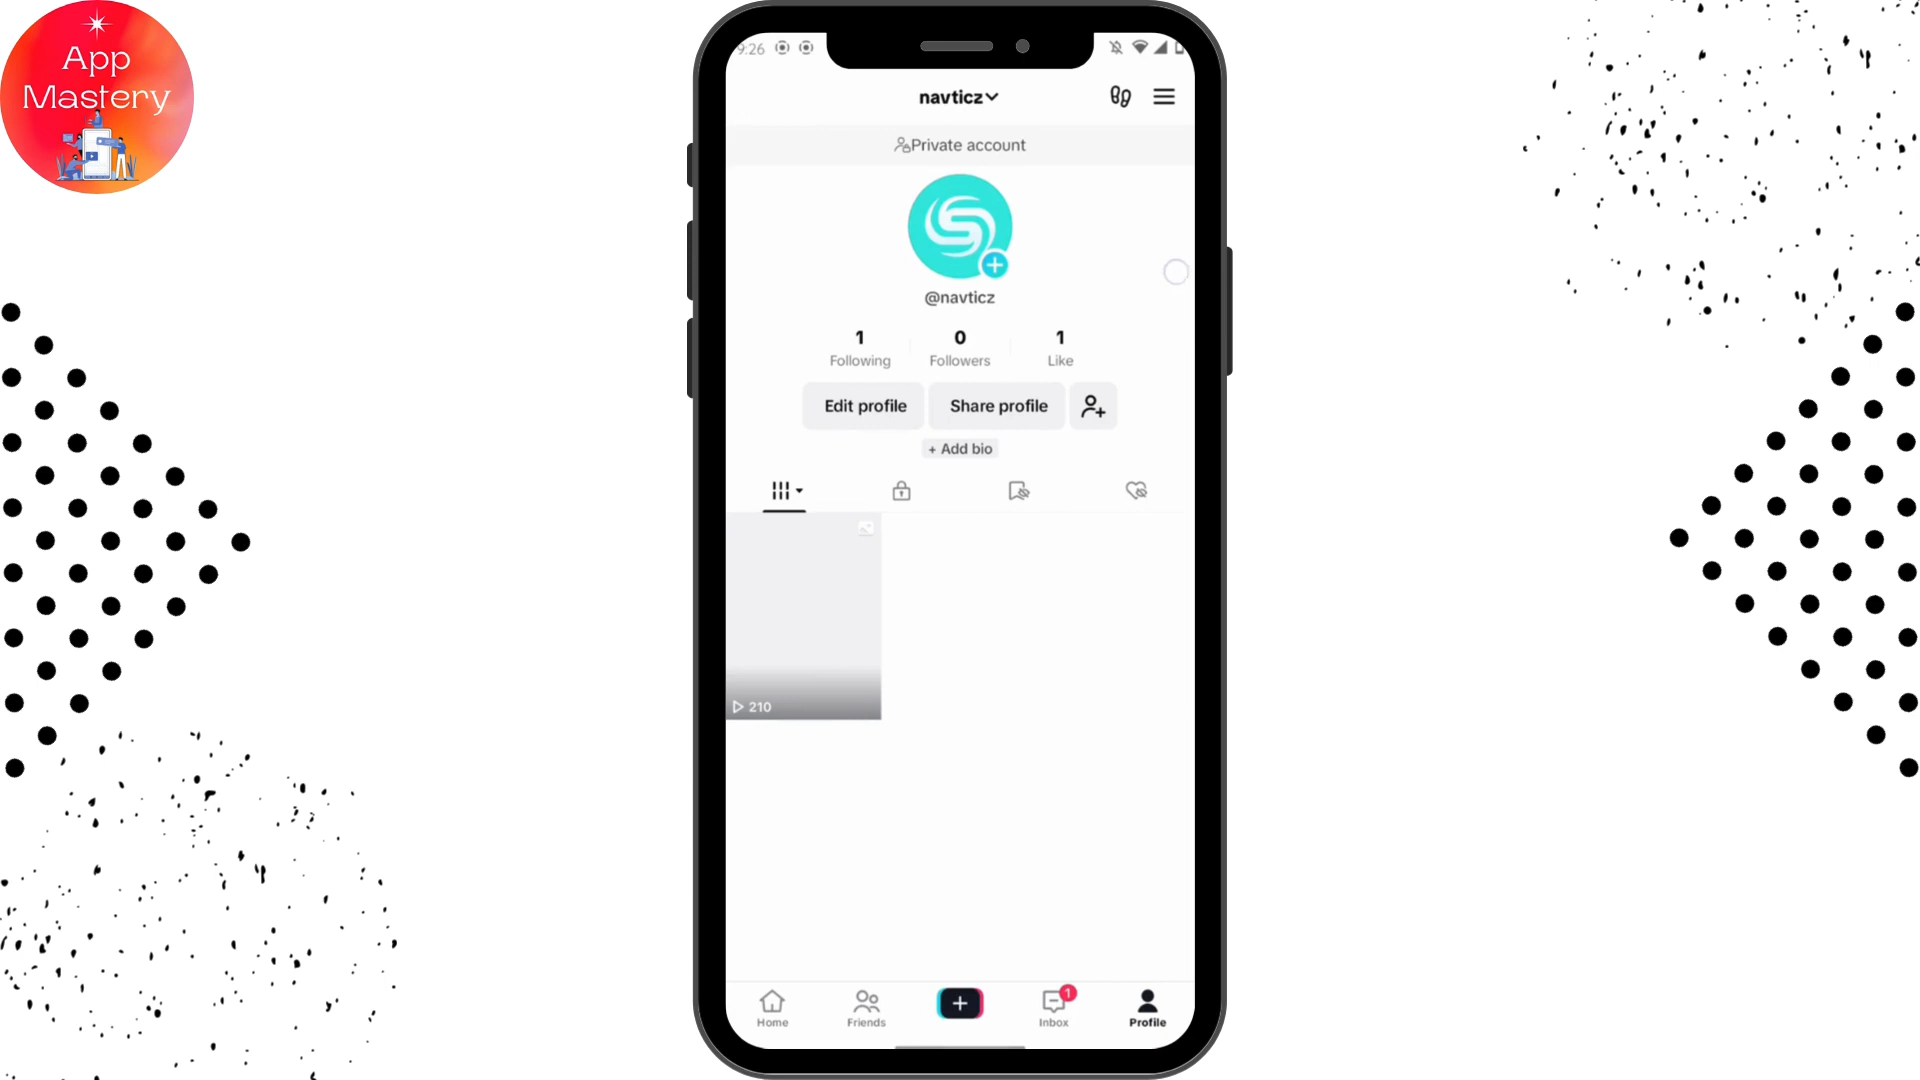 App
Mastery
9:26
navticz
Private account
@navticz
1
0
1
Following
Followers
Like
Edit profile
Share profile
+ Add bio
210
1
Home
Friends
Inbox
Profile